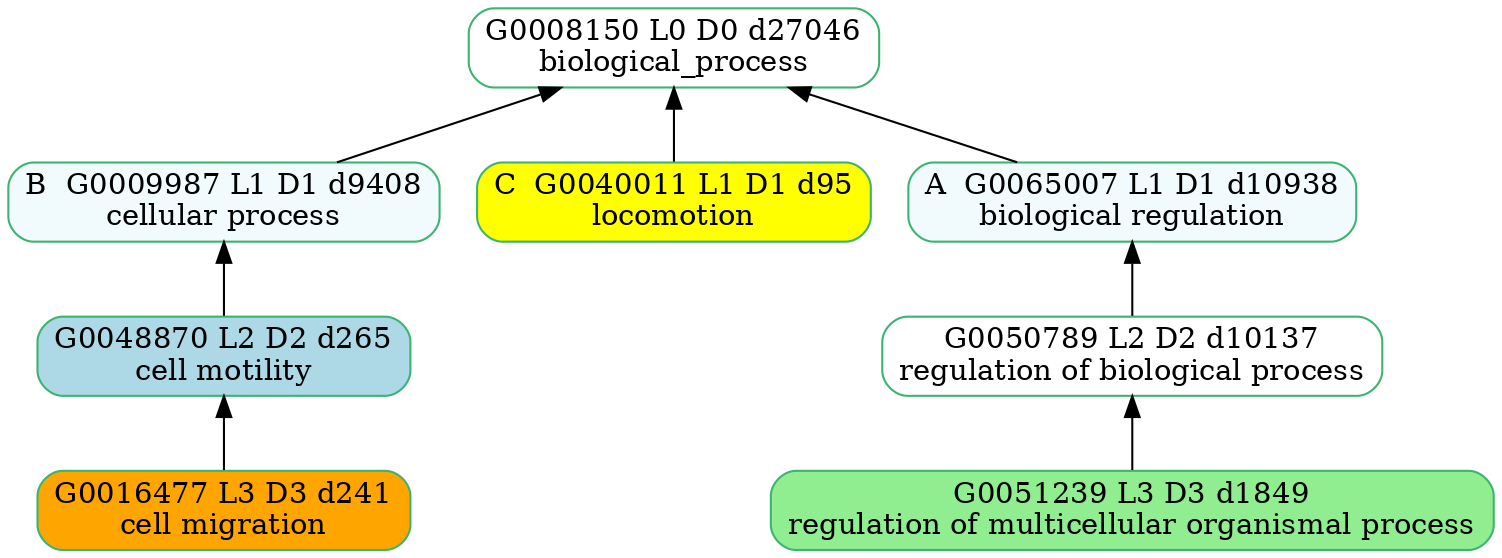 G0008150 L0 D0 d27046
biological_process
B  G0009987 L1 D1 d9408
cellular process
C  G0040011 L1 D1 d95
locomotion
A  G0065007 L1 D1 d10938
biological regulation
G0048870 L2 D2 d265
cell motility
G0050789 L2 D2 d10137
regulation of biological process
G0016477 L3 D3 d241
cell migration
G0051239 L3 D3 d1849
regulation of multicellular organismal process